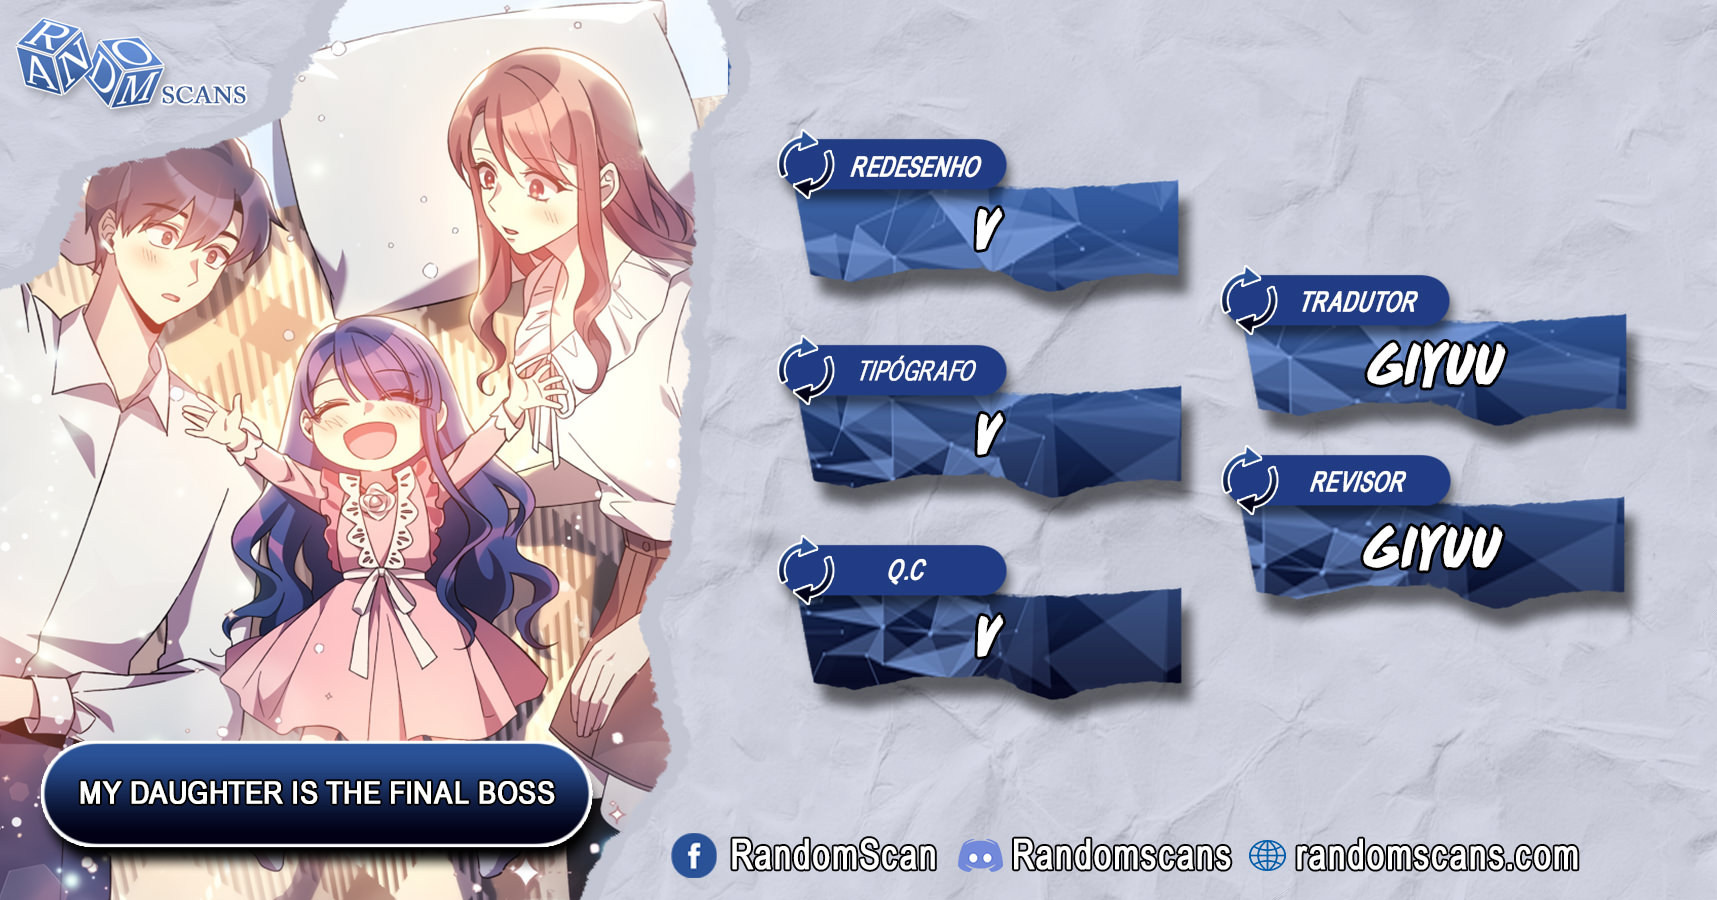 RANDOM SCANS
REDESENHO
V
TIPÓGRAFO
V
Q.C
V
TRADUTOR
GIYUU
REVISOR
GIYUU
MY DAUGHTER IS THE FINAL BOSS
RandomScan
Randomscans
randomscans.com